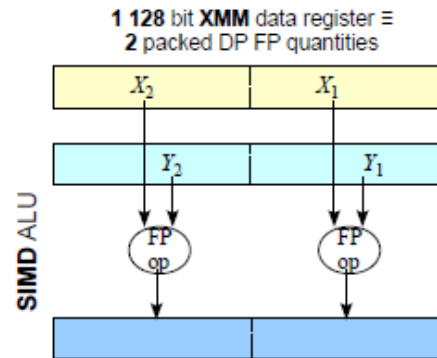 1 128 bit XMM data register ≡
2 packed DP FP quantities
X₂ X₁
Y₂ Y₁
SIMD ALU
FP op FP op